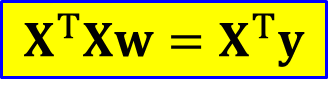 XᵀXw = Xᵀy